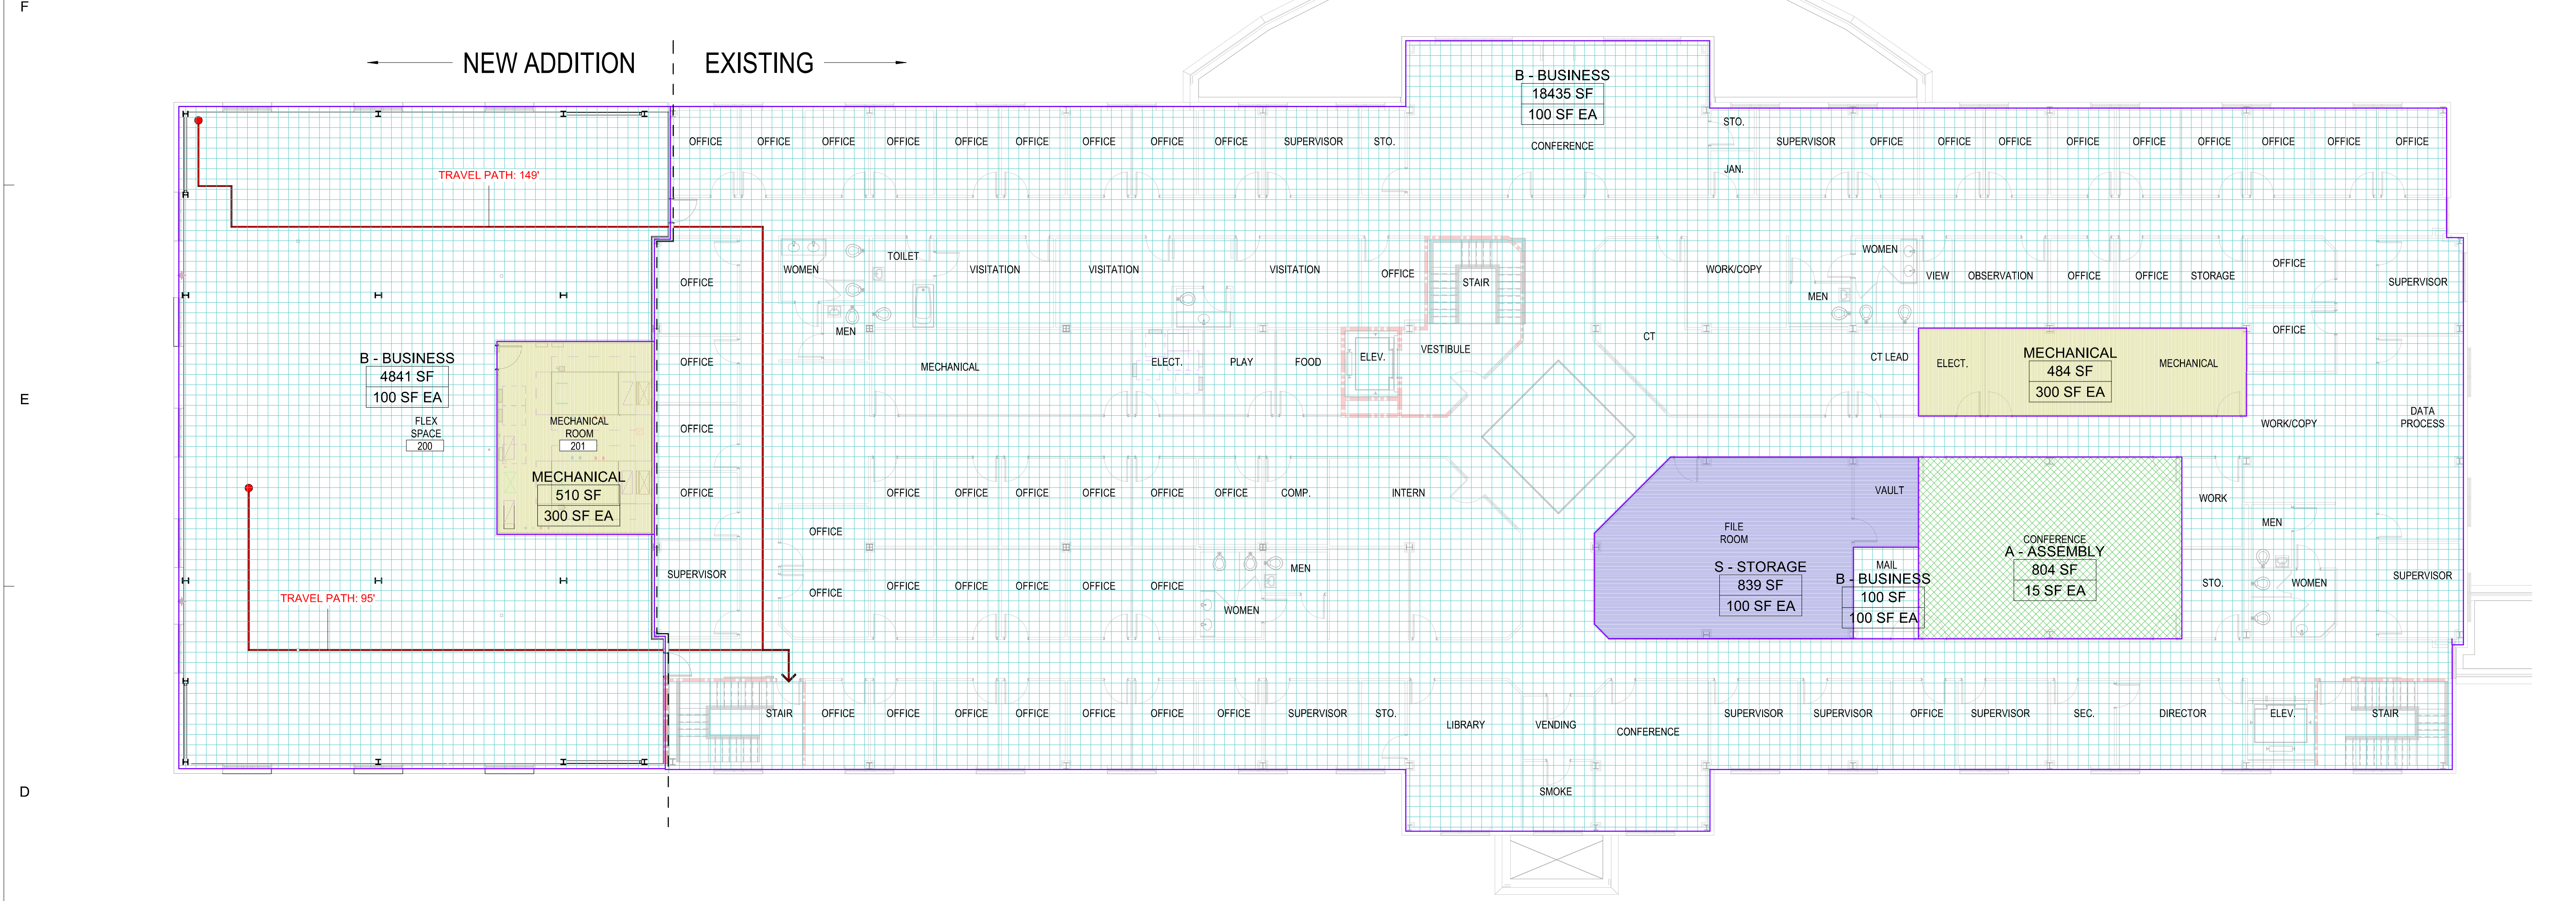 F
NEW ADDITION
EXISTING
B - BUSINESS
18435 SF
100 SF EA
CONFERENCE
OFFICE
OFFICE
OFFICE
OFFICE
OFFICE
OFFICE
OFFICE
OFFICE
OFFICE
SUPERVISOR
STO.
STO.
JAN.
SUPERVISOR
OFFICE
OFFICE
OFFICE
OFFICE
OFFICE
OFFICE
OFFICE
OFFICE
OFFICE
TRAVEL PATH: 149'
OFFICE
WOMEN
TOILET
VISITATION
VISITATION
VISITATION
OFFICE
STAIR
WORK/COPY
WOMEN
MEN
VIEW
OBSERVATION
OFFICE
OFFICE
STORAGE
OFFICE
SUPERVISOR
MEN
CT
OFFICE
B - BUSINESS
4841 SF
100 SF EA
FLEX
SPACE
200
MECHANICAL
ROOM
201
MECHANICAL
510 SF
300 SF EA
OFFICE
OFFICE
OFFICE
SUPERVISOR
MECHANICAL
ELECT.
PLAY
FOOD
ELEV.
VESTIBULE
CT LEAD
ELECT.
MECHANICAL
484 SF
300 SF EA
MECHANICAL
WORK/COPY
DATA
PROCESS
E
OFFICE
OFFICE
OFFICE
OFFICE
OFFICE
OFFICE
COMP.
INTERN
VAULT
WORK
OFFICE
FILE
ROOM
S - STORAGE
839 SF
100 SF EA
MAIL
B - BUSINESS
100 SF
100 SF EA
CONFERENCE
A - ASSEMBLY
804 SF
15 SF EA
MEN
STO.
WOMEN
SUPERVISOR
OFFICE
OFFICE
OFFICE
OFFICE
OFFICE
OFFICE
MEN
WOMEN
TRAVEL PATH: 95'
STAIR
OFFICE
OFFICE
OFFICE
OFFICE
OFFICE
OFFICE
OFFICE
SUPERVISOR
STO.
LIBRARY
VENDING
CONFERENCE
SUPERVISOR
SUPERVISOR
OFFICE
SUPERVISOR
SEC.
DIRECTOR
ELEV.
STAIR
SMOKE
D